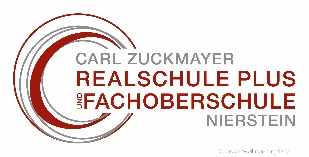 CARL ZUCKMAYER
REALSCHULE PLUS
UND FACHOBERSCHULE
NIERSTEIN